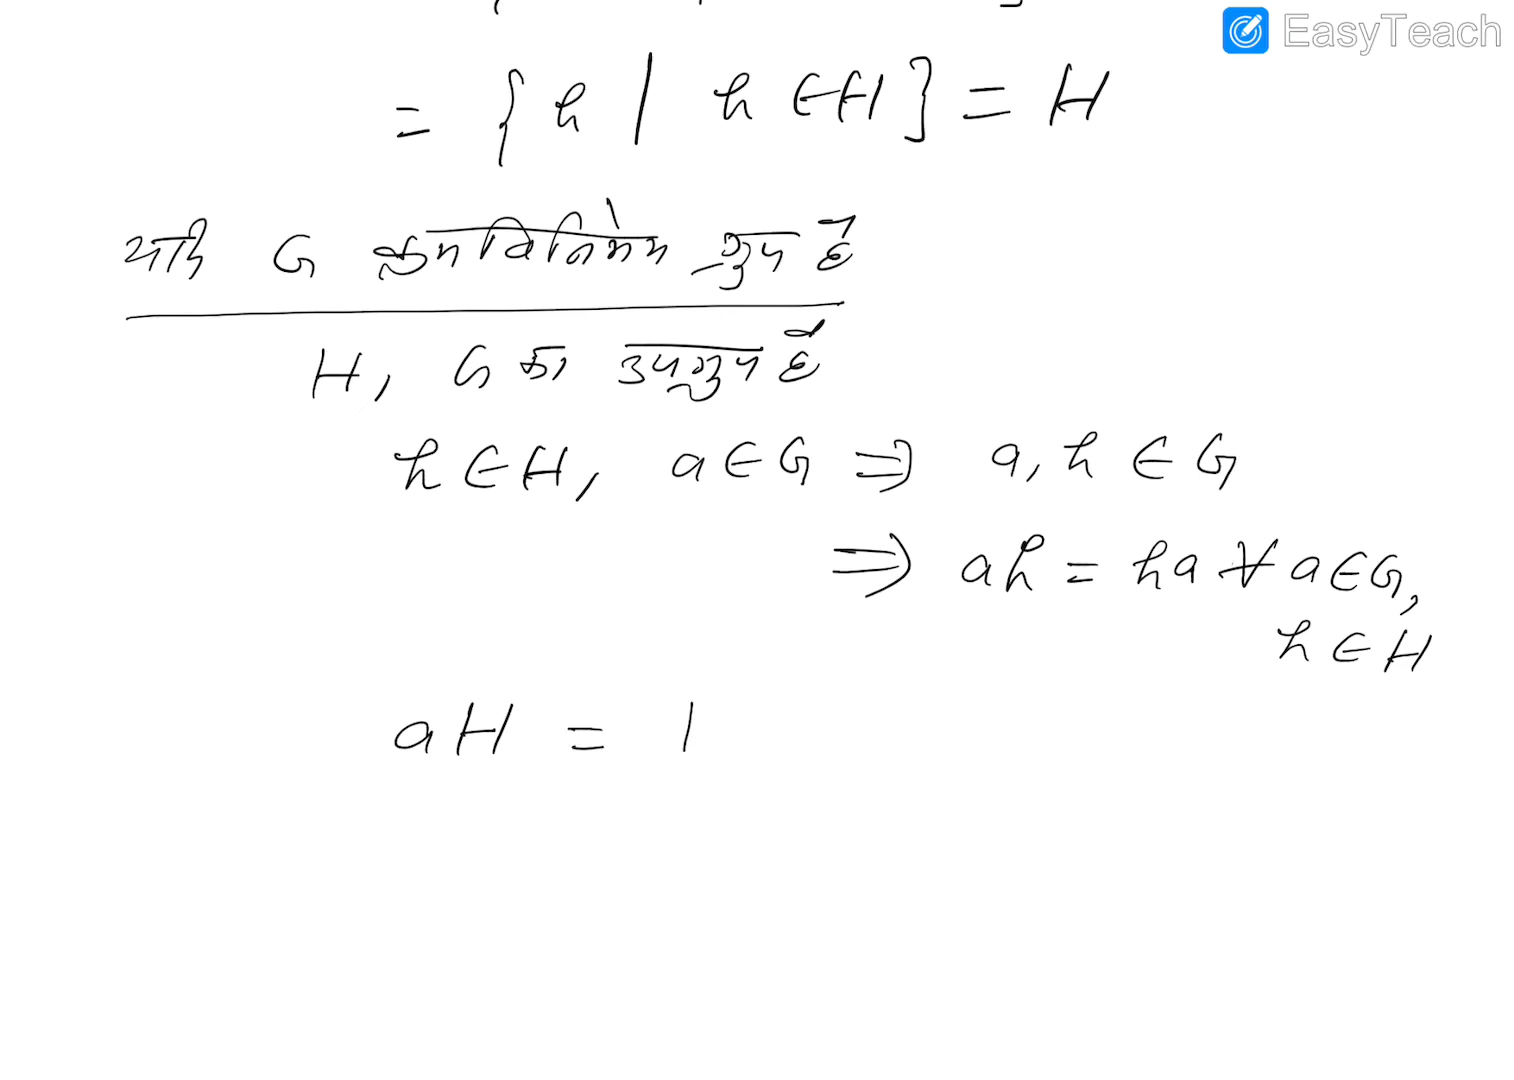 EasyTeach
= { h | h ∈ H } = H
यदि G क्रमविनिमेय ग्रुप है
H, G का उपग्रुप है
h ∈ H, a ∈ G ⇒ a, h ∈ G
⇒ ah = ha ∀ a ∈ G,
h ∈ H
aH =